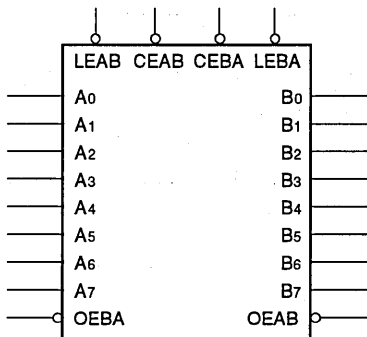 LEAB CEAB CEBA LEBA
A0 B0
A1 B1
A2 B2
A3 B3
A4 B4
A5 B5
A6 B6
A7 B7
OEBA OEAB